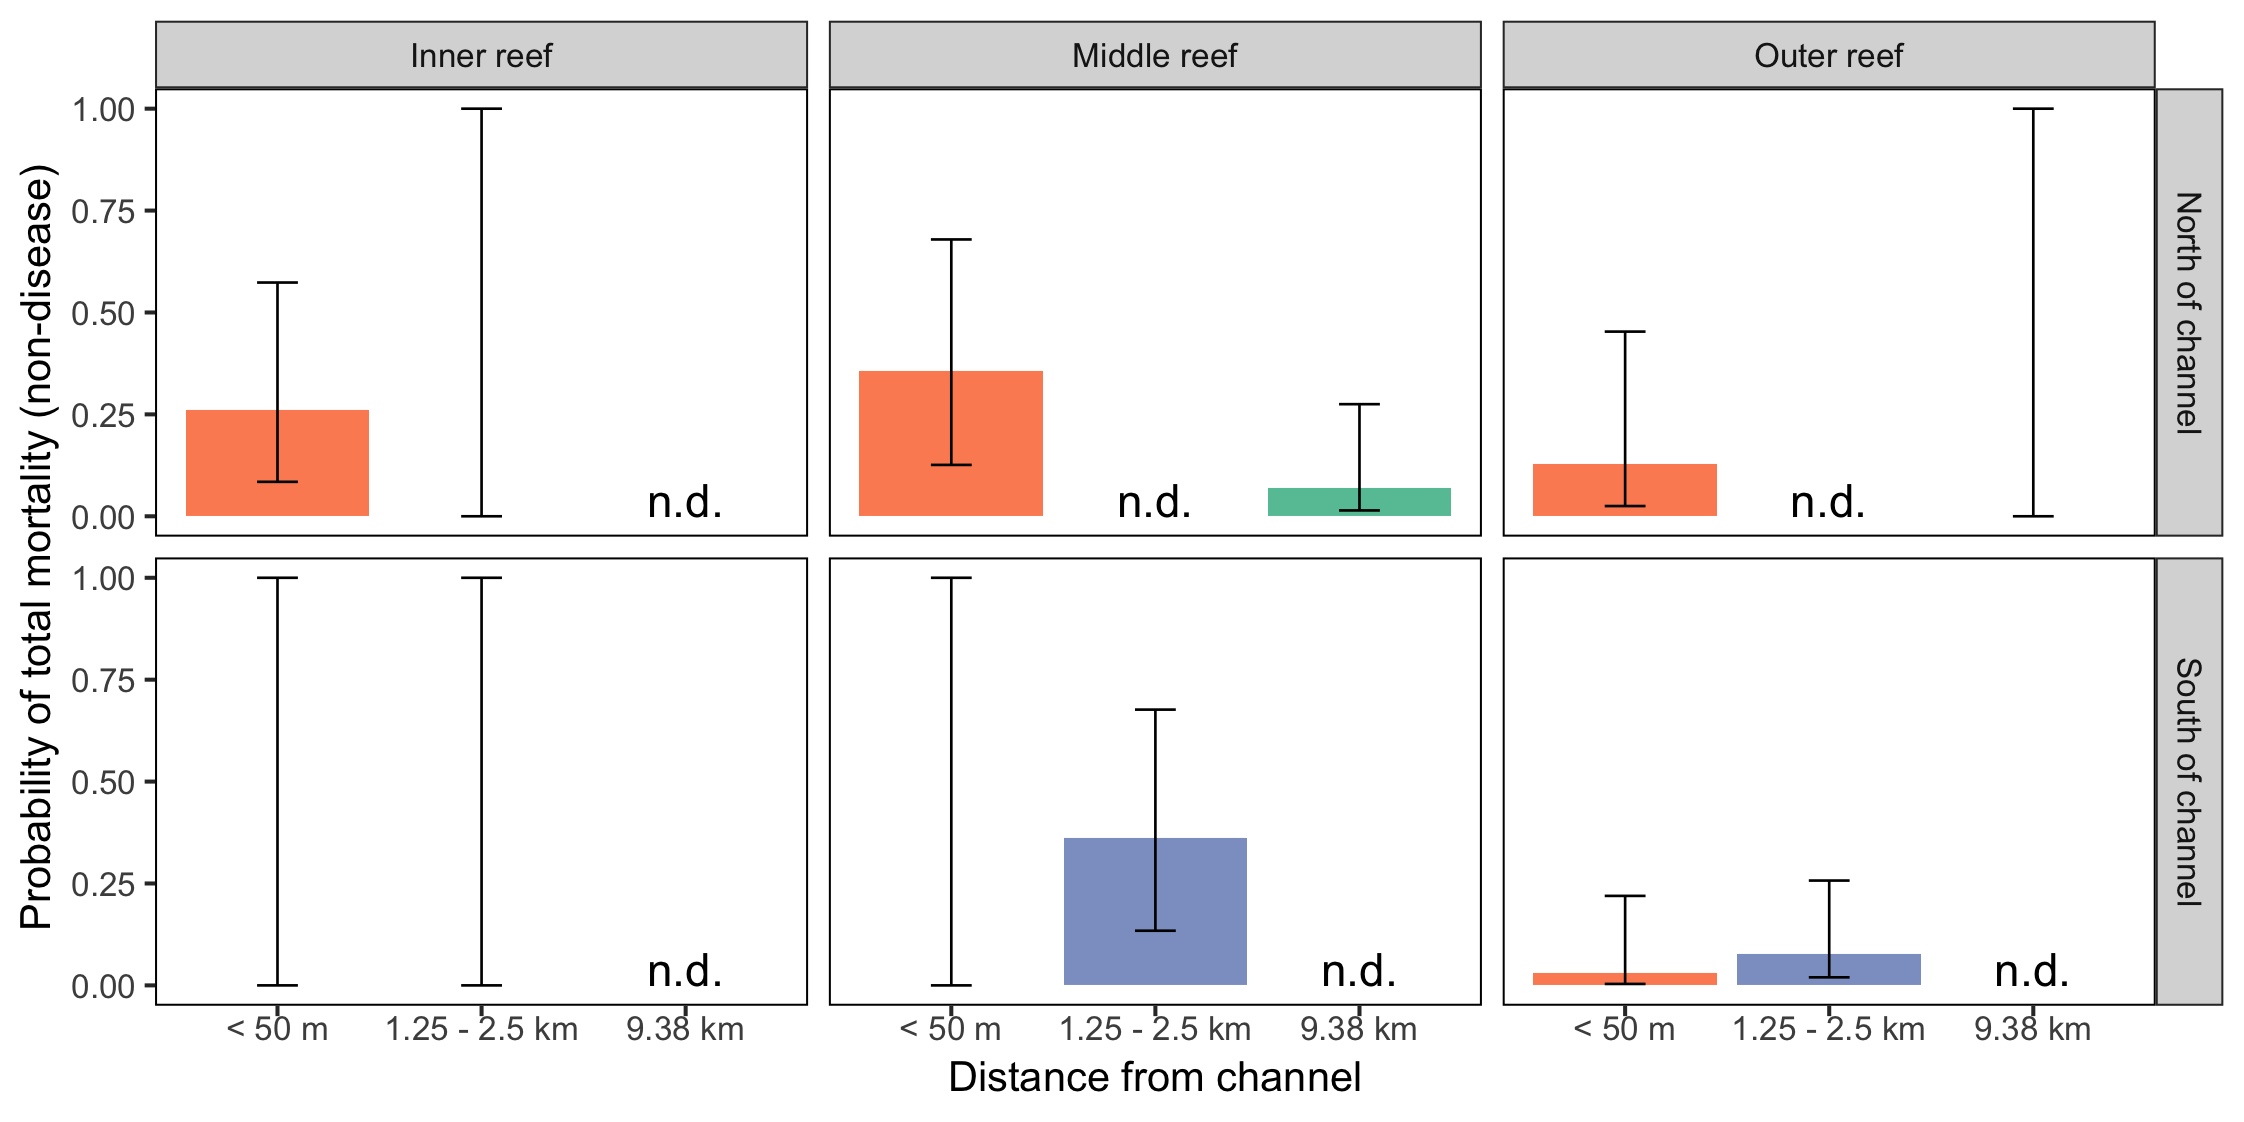 Inner reef
Middle reef
Outer reef
Probability of total mortality (non-disease)
1.00
0.75
0.50
0.25
0.00
n.d.
n.d.
n.d.
North of channel
1.00
0.75
0.50
0.25
0.00
n.d.
n.d.
n.d.
South of channel
< 50 m
1.25 - 2.5 km
9.38 km
< 50 m
1.25 - 2.5 km
9.38 km
< 50 m
1.25 - 2.5 km
9.38 km
Distance from channel